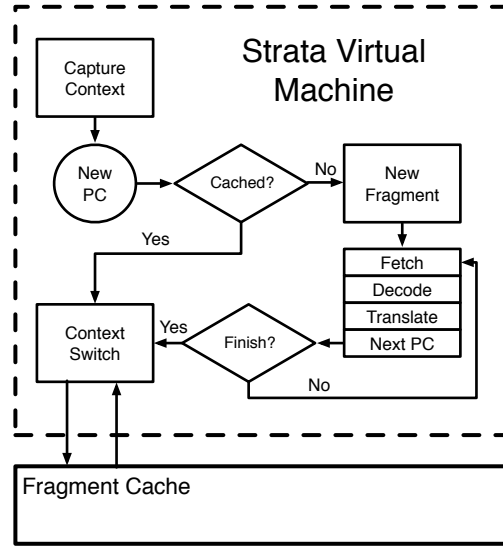 Strata Virtual
Machine
Capture
Context
New
PC
Cached?
No
New
Fragment
Yes
Fetch
Decode
Translate
Next PC
Context
Switch
Yes
Finish?
No
Fragment Cache